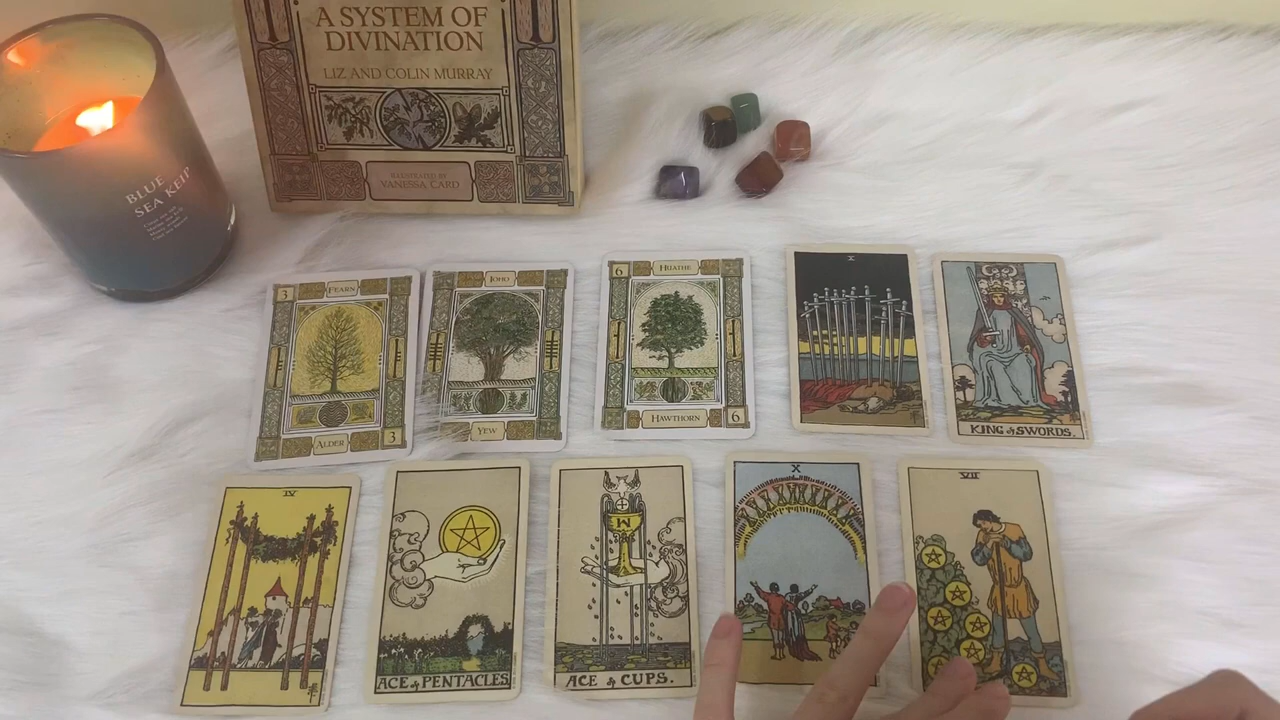 A SYSTEM OF
DIVINATION
LIZ AND COLIN MURRAY
ILLUSTRATED BY
VANESSA CARD
BLUE
SEA KELP
3 FEARN
ALDER 3
IOHO
YEW
6 HUATHE
HAWTHORN 6
X
KING of SWORDS.
IV
ACE of PENTACLES
W
ACE of CUPS.
X
VII